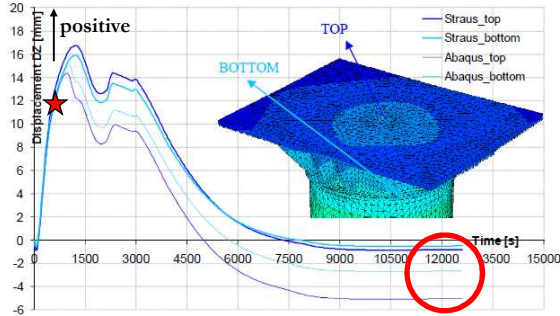 positive
Displacement DZ [mm]
20
18
16
14
12
10
8
6
4
2
0
-2
-4
-6
0
1500
3000
4500
6000
7500
9000
10500
12000
13500
15000
Time [s]
TOP
BOTTOM
Straus_top
Straus_bottom
Abaqus_top
Abaqus_bottom